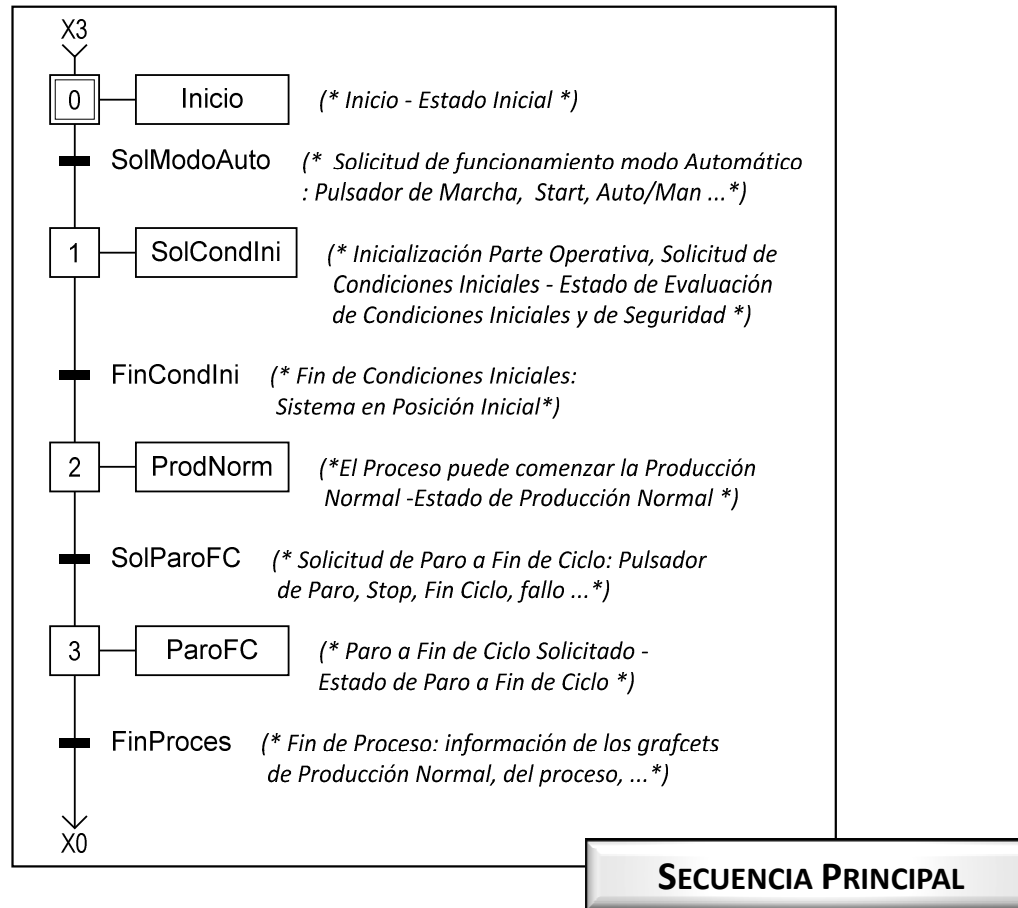 X3
0 Inicio (* Inicio - Estado Inicial *)
SolModoAuto (* Solicitud de funcionamiento modo Automático
: Pulsador de Marcha, Start, Auto/Man ...*)
1 SolCondIni (* Inicialización Parte Operativa, Solicitud de
Condiciones Iniciales - Estado de Evaluación
de Condiciones Iniciales y de Seguridad *)
FinCondIni (* Fin de Condiciones Iniciales:
Sistema en Posición Inicial*)
2 ProdNorm (*El Proceso puede comenzar la Producción
Normal -Estado de Producción Normal *)
SolParoFC (* Solicitud de Paro a Fin de Ciclo: Pulsador
de Paro, Stop, Fin Ciclo, fallo ...*)
3 ParoFC (* Paro a Fin de Ciclo Solicitado -
Estado de Paro a Fin de Ciclo *)
FinProces (* Fin de Proceso: información de los grafcets
de Producción Normal, del proceso, ...*)
X0
SECUENCIA PRINCIPAL